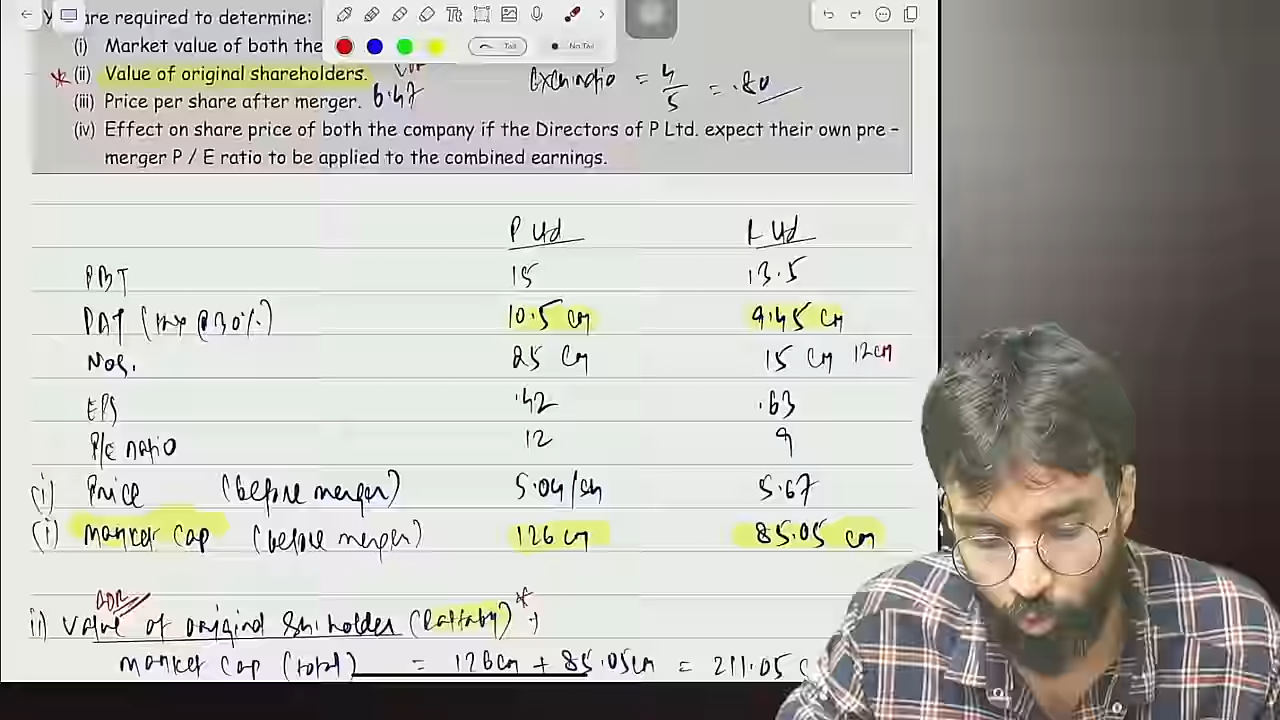 are required to determine:
(i) Market value of both the
(ii) Value of original shareholders.
Exch ratio = 4/5 = .80
(iii) Price per share after merger. 6.47
(iv) Effect on share price of both the company if the Directors of P Ltd. expect their own pre –
merger P / E ratio to be applied to the combined earnings.
P Ltd
PBT 15 13.5
PAT (tax @30%) 10.5 cr 9.45 cr
Nos. 25 cr 15 cr 12cr
EPS .42 .63
P/E ratio 12 9
(i) Price (before merger) 5.04/sh 5.67
(i) Market Cap (before merger) 126 cr 85.05 cr
ii) Value of original Shholder
Market Cap (total) = 126cr + 85.05cr = 211.05